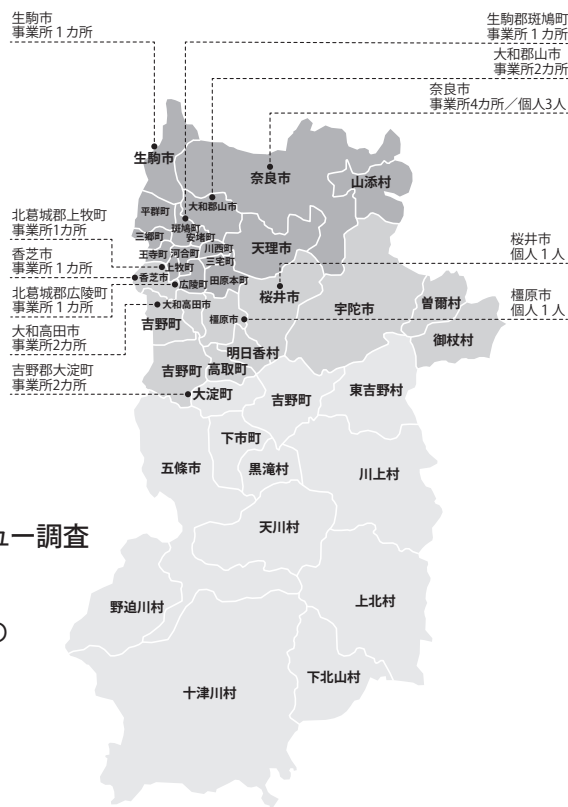 生駒市
事業所１カ所
生駒郡斑鳩町
事業所１カ所
大和郡山市
事業所2カ所
奈良市
事業所4カ所／個人3人
北葛城郡上牧町
事業所1カ所
香芝市
事業所１カ所
北葛城郡広陵町
事業所１カ所
大和高田市
事業所2カ所
吉野郡大淀町
事業所2カ所
桜井市
個人１人
橿原市
個人１人
生駒市
奈良市
山添村
平群町
大和郡山市
斑鳩町
安堵町
三郷町
川西町
王寺町
河合町
三宅町
天理市
上牧町
香芝市
広陵町
田原本町
桜井市
宇陀市
曽爾村
御杖村
大和高田市
吉野町
橿原市
明日香村
吉野町
高取町
大淀町
吉野町
東吉野村
下市町
五條市
黒滝村
川上村
天川村
ュー調査
野迫川村
上北村
の
十津川村
下北山村